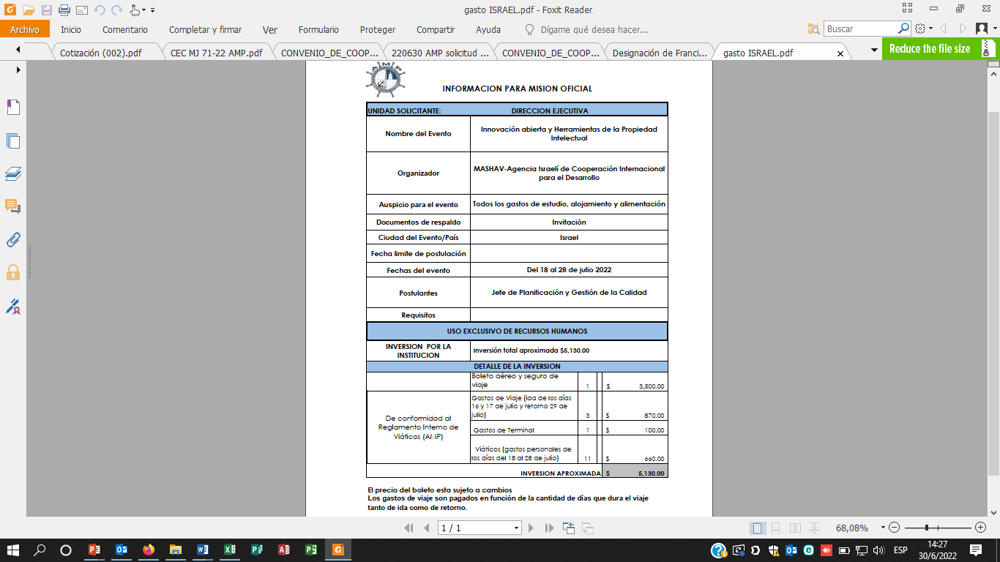 gasto ISRAEL.pdf - Foxit Reader
Archivo Inicio Comentario Completar y firmar Ver Formulario Proteger Compartir Ayuda Dígame qué desea hacer... Buscar
Cotización (002).pdf CEC MJ 71-22 AMP.pdf CONVENIO_DE_COOP... 220630 AMP solicitud ... CONVENIO_DE_COOP... Designación de Franci... gasto ISRAEL.pdf Reduce the file size
AMP
INFORMACION PARA MISION OFICIAL
UNIDAD SOLICITANTE: DIRECCION EJECUTIVA
Nombre del Evento
Innovación abierta y Herramientas de la Propiedad
Intelectual
Organizador
MASHAV-Agencia Israelí de Cooperación Internacional
para el Desarrollo
Auspicio para el evento Todos los gastos de estudio, alojamiento y alimentación
Documentos de respaldo Invitación
Ciudad del Evento/País Israel
Fecha limite de postulación
Fechas del evento Del 18 al 28 de julio 2022
Postulantes Jefe de Planificación y Gestión de la Calidad
Requisitos
USO EXCLUSIVO DE RECURSOS HUMANOS
INVERSION POR LA
INSTITUCION
Inversión total aproximada $5,130.00
DETALLE DE LA INVERSION
Boleto aéreo y seguro de
viaje 1 $ 3,500.00
De conformidad al
Reglamento Interno de
Viáticos (AMP)
Gastos de Viaje (ida de los días
16 y 17 de julio y retorno 29 de
julio) 3 $ 870.00
Gastos de Terminal 1 $ 100.00
Viáticos (gastos personales de
los días del 18 al 28 de julio) 11 $ 660.00
INVERSION APROXIMADA $ 5,130.00
El precio del boleto esta sujeto a cambios
Los gastos de viaje son pagados en función de la cantidad de días que dura el viaje
tanto de ida como de retorno.
1 / 1 68,08%
ESP 14:27
30/6/2022